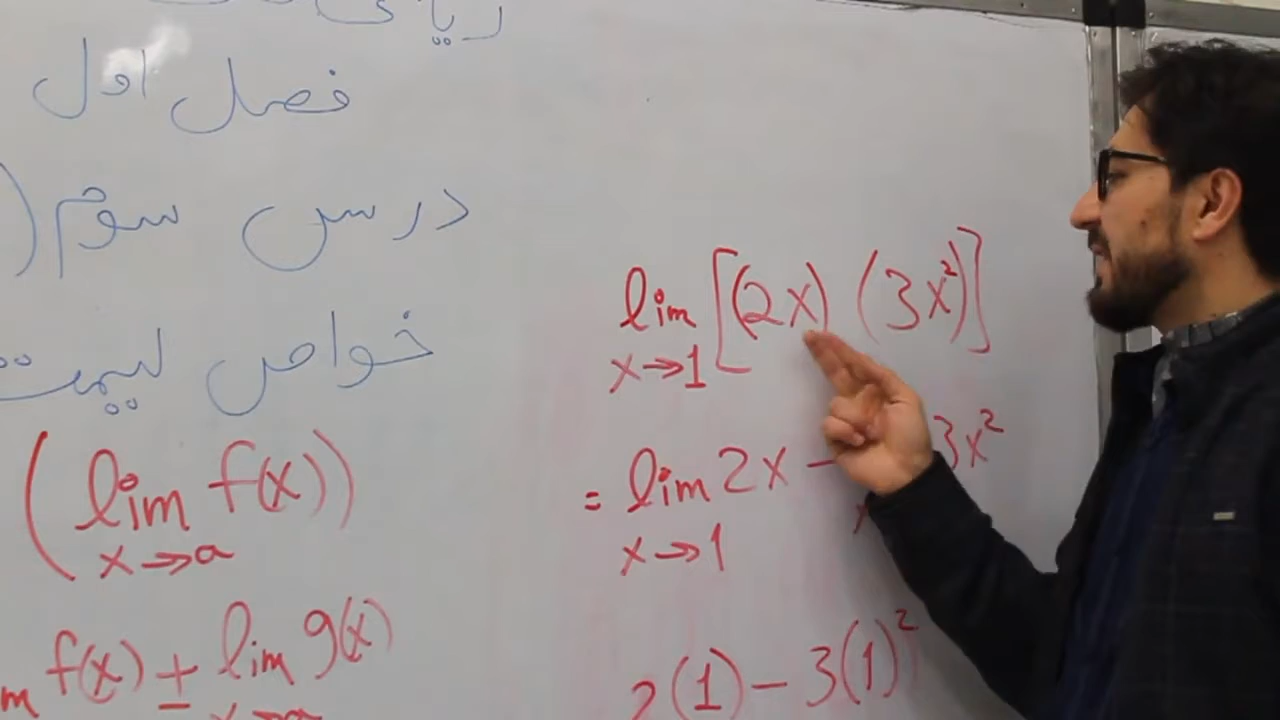 فصل اول
درس سوم (
خواص لیمت
(lim f(x))
x→a
f(x) ± lim g(x)
x→a
lim [(2x) (3x²)]
x→1
= lim 2x - 3x²
x→1
2(1) - 3(1)²